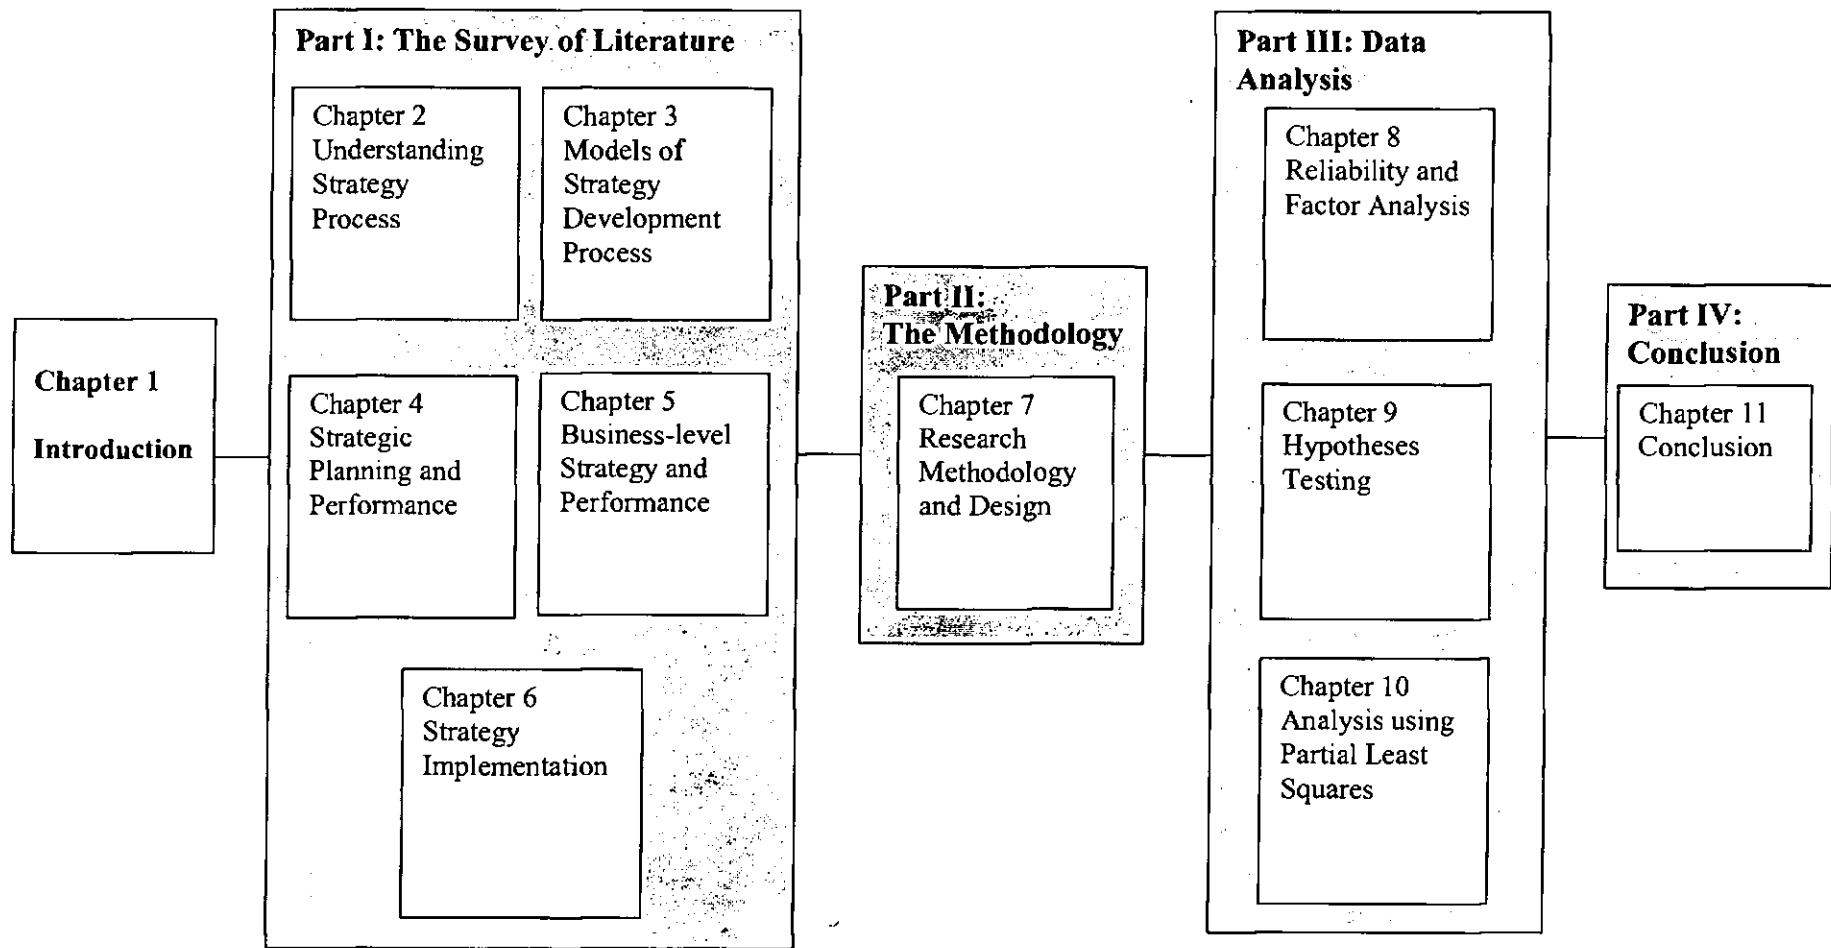 Chapter 1
Introduction
Part I: The Survey of Literature
Chapter 2
Understanding
Strategy
Process
Chapter 3
Models of
Strategy
Development
Process
Chapter 4
Strategic
Planning and
Performance
Chapter 5
Business-level
Strategy and
Performance
Chapter 6
Strategy
Implementation
Part II:
The Methodology
Chapter 7
Research
Methodology
and Design
Part III: Data
Analysis
Chapter 8
Reliability and
Factor Analysis
Chapter 9
Hypotheses
Testing
Chapter 10
Analysis using
Partial Least
Squares
Part IV:
Conclusion
Chapter 11
Conclusion